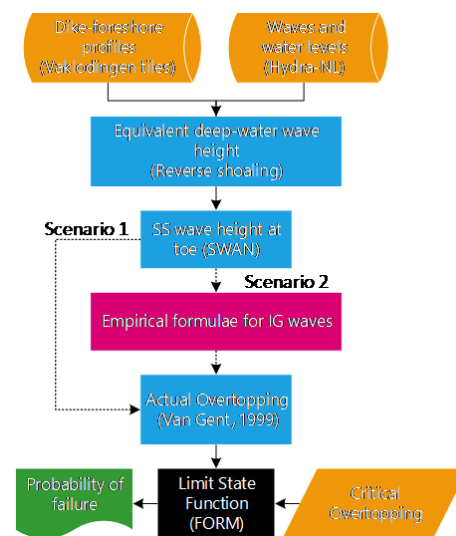 Dike-foreshore
profiles
(Vaklodingen tiles)
Waves and
water levels
(Hydra-NL)
Equivalent deep-water wave
height
(Reverse shoaling)
Scenario 1
SS wave height at
toe (SWAN)
Scenario 2
Empirical formulae for IG waves
Actual Overtopping
(Van Gent, 1999)
Probability of
failure
Limit State
Function
(FORM)
Critical
Overtopping